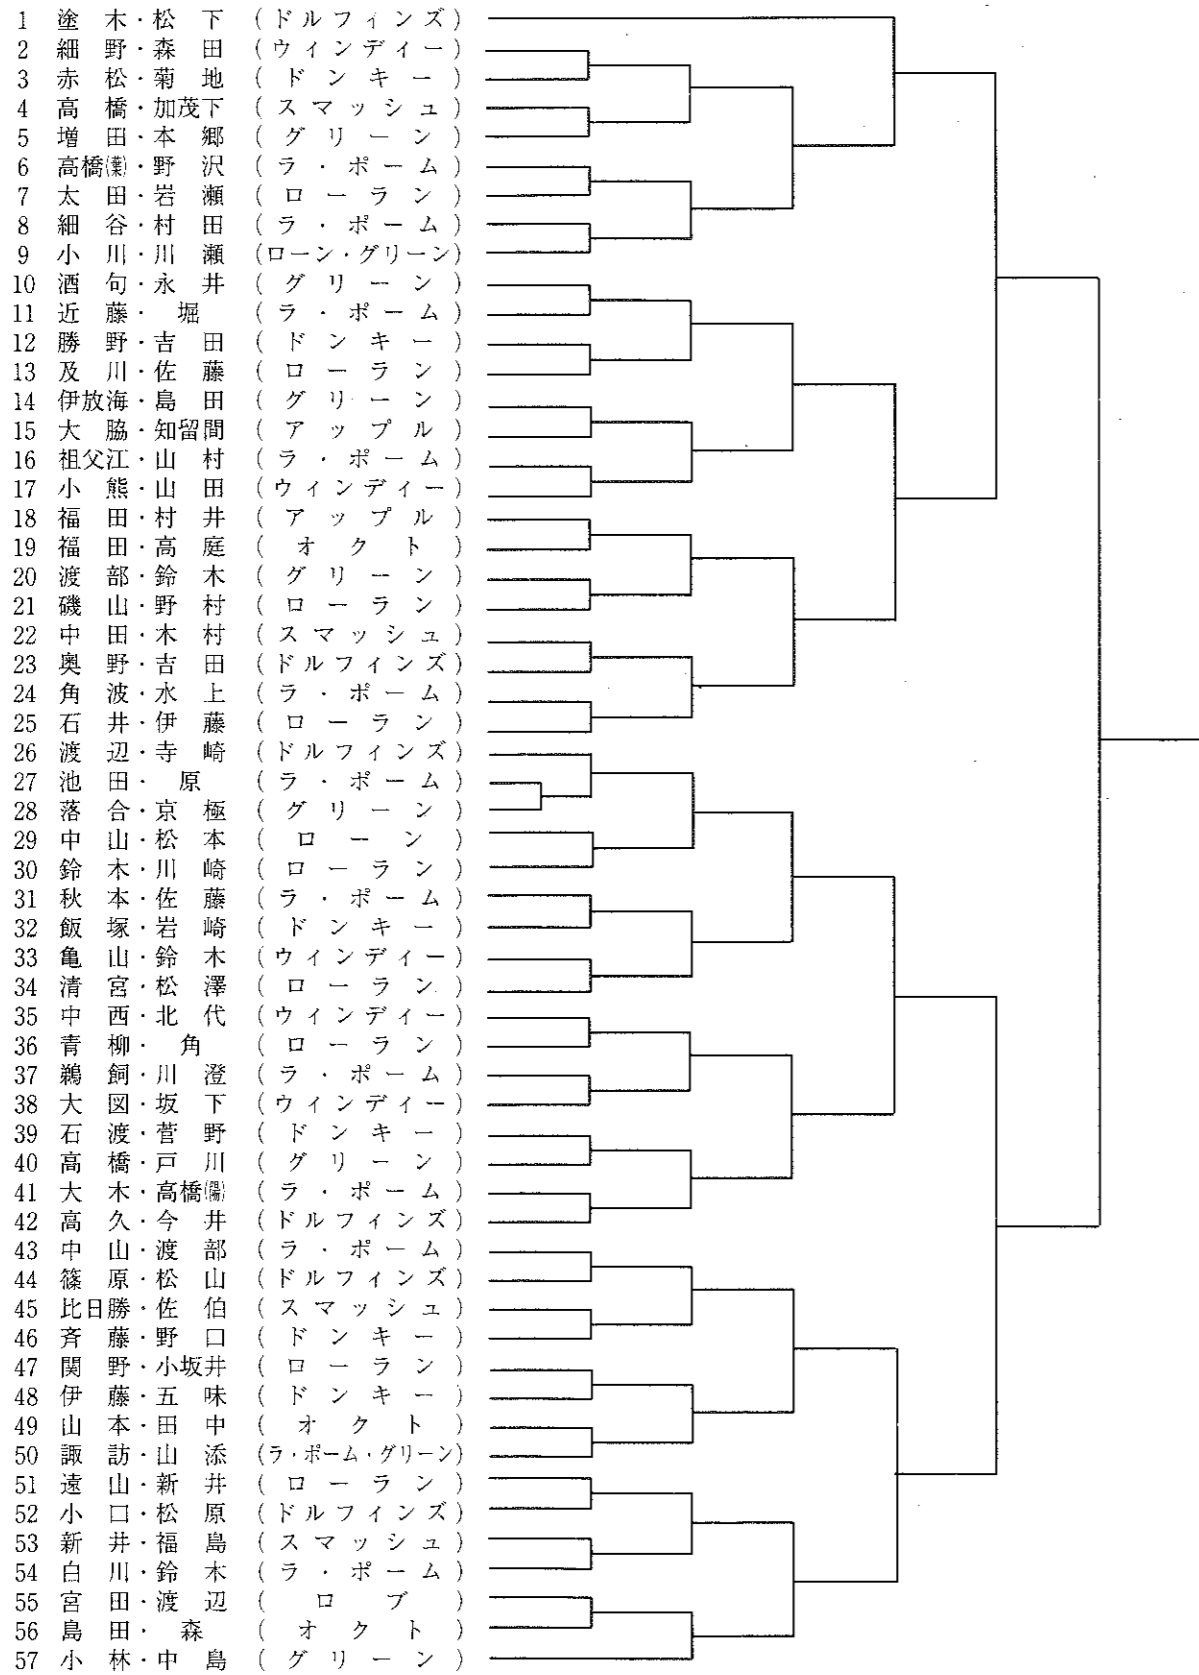 1 塗木・松下 (ドルフィンズ)
2 細野・森田 (ウィンディー)
3 赤松・菊地 (ドンキー)
4 高橋・加茂下 (スマッシュ)
5 増田・本郷 (グリーン)
6 高橋・野沢 (ラ・ポーム)
7 太田・岩瀬 (ローラン)
8 細谷・村田 (ラ・ポーム)
9 小川・川瀬 (ローン・グリーン)
10 酒匂・永井 (グリーン)
11 近藤・堀 (ラ・ポーム)
12 勝野・吉田 (ドンキー)
13 及川・佐藤 (ローラン)
14 伊放海・島田 (グリーン)
15 大脇・知留間 (アップル)
16 祖父江・山村 (ラ・ポーム)
17 小熊・山田 (ウィンディー)
18 福田・村井 (アップル)
19 福田・高庭 (オクト)
20 渡部・鈴木 (グリーン)
21 磯山・野村 (ローラン)
22 中田・木村 (スマッシュ)
23 奥野・吉田 (ドルフィンズ)
24 角波・水上 (ラ・ポーム)
25 石井・伊藤 (ローラン)
26 渡辺・寺崎 (ドルフィンズ)
27 池田・原 (ラ・ポーム)
28 落合・京極 (グリーン)
29 中山・松本 (ローン)
30 鈴木・川崎 (ローラン)
31 秋本・佐藤 (ラ・ポーム)
32 飯塚・岩崎 (ドンキー)
33 亀山・鈴木 (ウィンディー)
34 清宮・松澤 (ローラン)
35 中西・北代 (ウィンディー)
36 青柳・角 (ローラン)
37 鵜飼・川澄 (ラ・ポーム)
38 大図・坂下 (ウィンディー)
39 石渡・菅野 (ドンキー)
40 高橋・戸川 (グリーン)
41 大木・高橋 (ラ・ポーム)
42 高久・今井 (ドルフィンズ)
43 中山・渡部 (ラ・ポーム)
44 篠原・松山 (ドルフィンズ)
45 比日勝・佐伯 (スマッシュ)
46 斉藤・野口 (ドンキー)
47 関野・小坂井 (ローラン)
48 伊藤・五味 (ドンキー)
49 山本・田中 (オクト)
50 諏訪・山添 (ラ・ポーム・グリーン)
51 遠山・新井 (ローラン)
52 小口・松原 (ドルフィンズ)
53 新井・福島 (スマッシュ)
54 白川・鈴木 (ラ・ポーム)
55 宮田・渡辺 (ロブ)
56 島田・森 (オクト)
57 小林・中島 (グリーン)